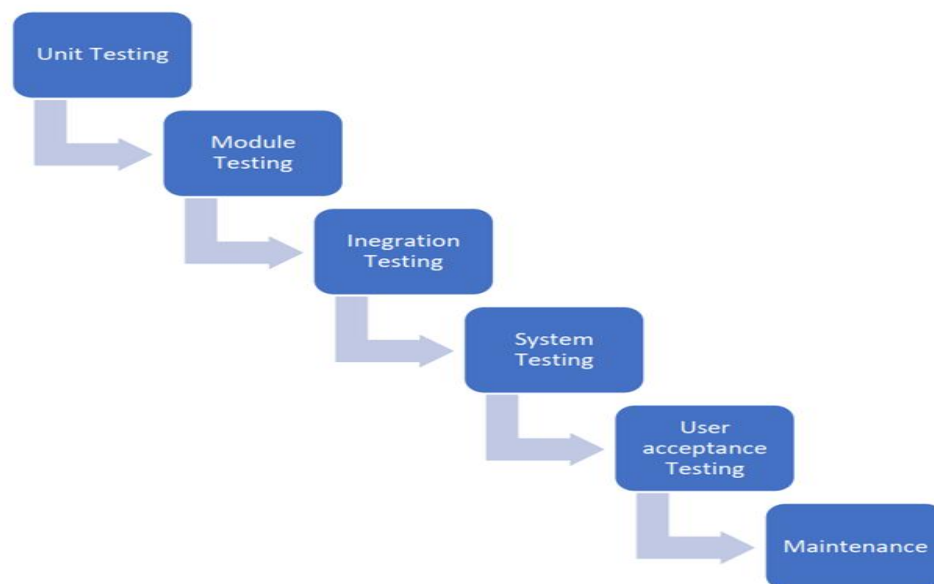 Unit Testing
Module
Testing
Inegration
Testing
System
Testing
User
acceptance
Testing
Maintenance